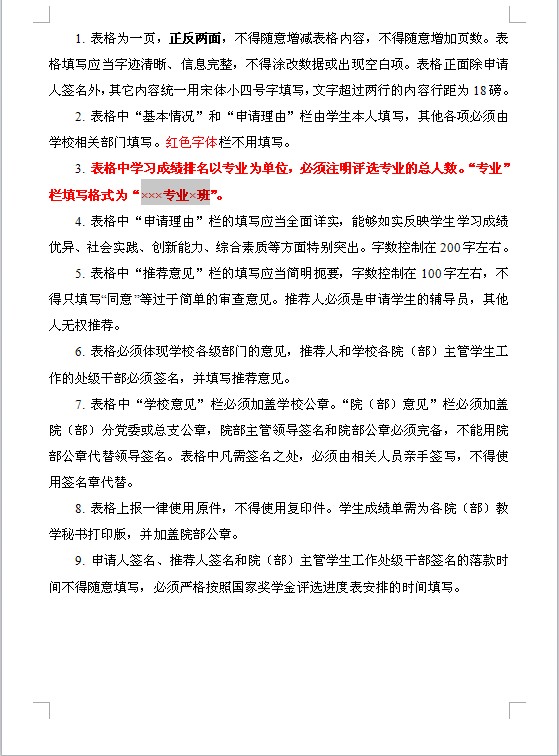 1. 表格为一页，正反两面，不得随意增减表格内容，不得随意增加页数。表
格填写应当字迹清晰、信息完整，不得涂改数据或出现空白项。表格正面除申请
人签名外，其它内容统一用宋体小四号字填写，文字超过两行的内容行距为 18 磅。
2. 表格中“基本情况”和“申请理由”栏由学生本人填写，其他各项必须由
学校相关部门填写。红色字体栏不用填写。
3. 表格中学习成绩排名以专业为单位，必须注明评选专业的总人数。“专业”
栏填写格式为“×××专业×班”。
4. 表格中“申请理由”栏的填写应当全面详实，能够如实反映学生学习成绩
优异、社会实践、创新能力、综合素质等方面特别突出。字数控制在 200 字左右。
5. 表格中“推荐意见”栏的填写应当简明扼要，字数控制在 100 字左右，不
得只填写“同意”等过于简单的审查意见。推荐人必须是申请学生的辅导员，其他
人无权推荐。
6. 表格必须体现学校各级部门的意见，推荐人和学校各院（部）主管学生工
作的处级干部必须签名，并填写推荐意见。
7. 表格中“学校意见”栏必须加盖学校公章。“院（部）意见”栏必须加盖
院（部）分党委或总支公章，院部主管领导签名和院部公章必须完备，不能用院
部公章代替领导签名。表格中凡需签名之处，必须由相关人员亲手签写，不得使
用签名章代替。
8. 表格上报一律使用原件，不得使用复印件。学生成绩单需为各院（部）教
学秘书打印版，并加盖院部公章。
9. 申请人签名、推荐人签名和院（部）主管学生工作处级干部签名的落款时
间不得随意填写，必须严格按照国家奖学金评选进度表安排的时间填写。